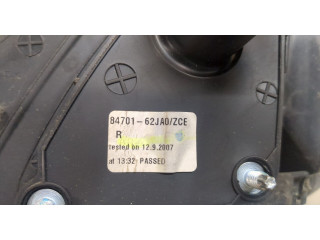 84701-62JA0/ZCE
R
tested on 12.9.2007
at 13:32 PASSED